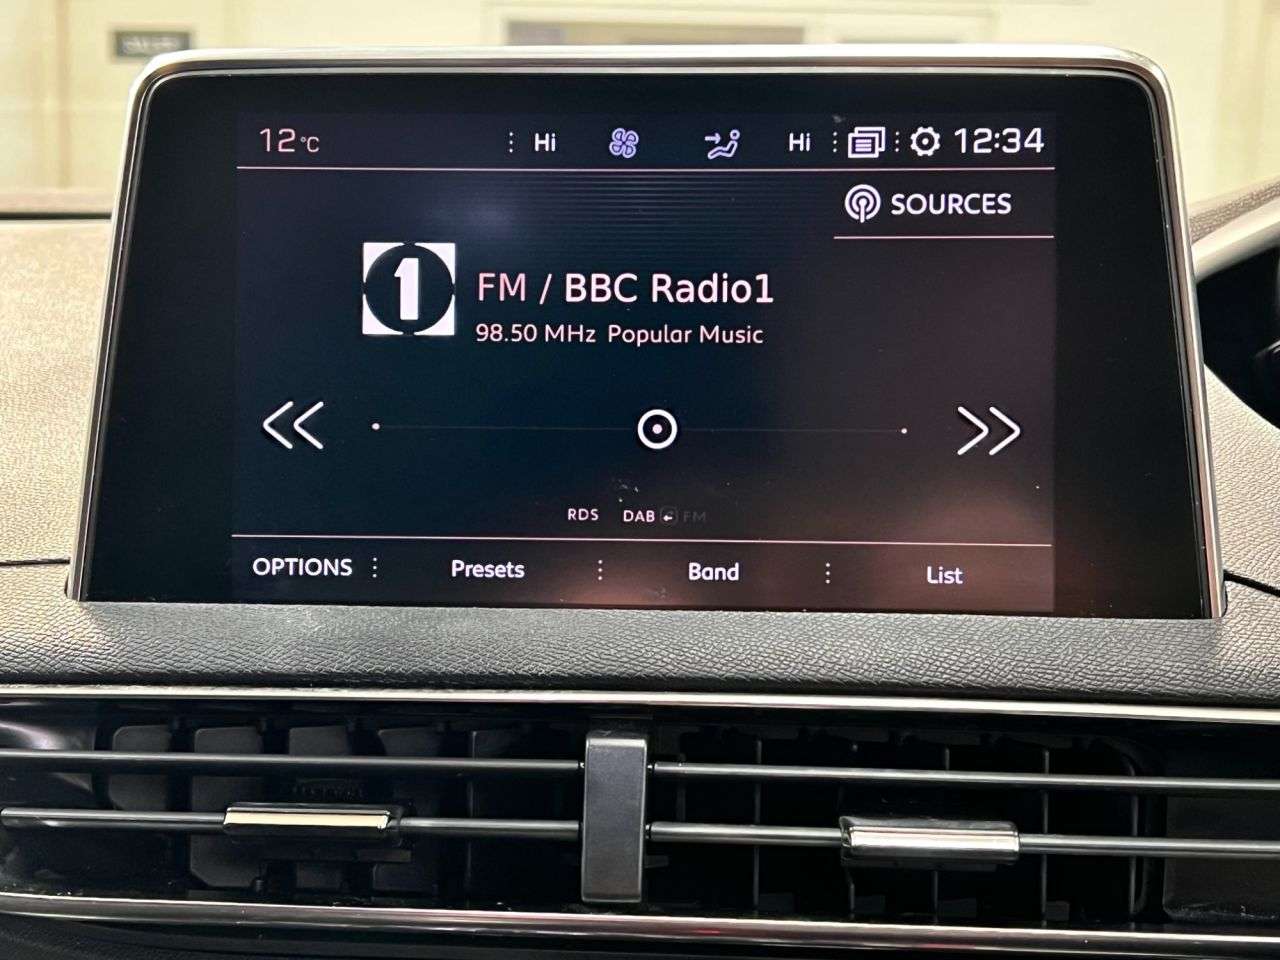 12 °C Hi Hi 12:34
SOURCES
1
FM / BBC Radio1
98.50 MHz Popular Music
RDS DAB FM
OPTIONS Presets Band List